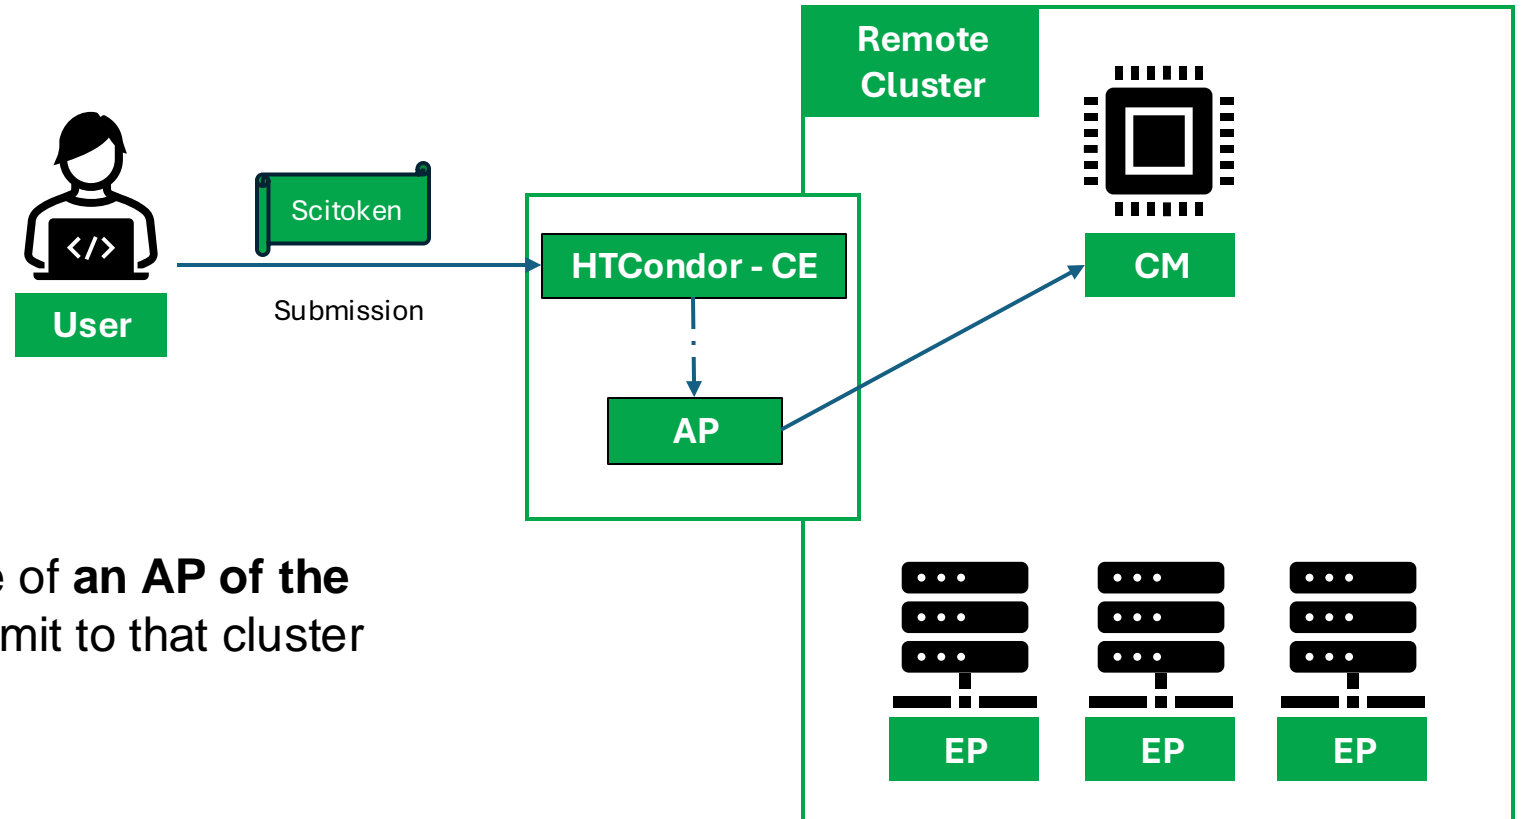 Remote
Cluster
Scitoken
HTCondor - CE
CM
Submission
User
AP
of an AP of the
mit to that cluster
EP
EP
EP